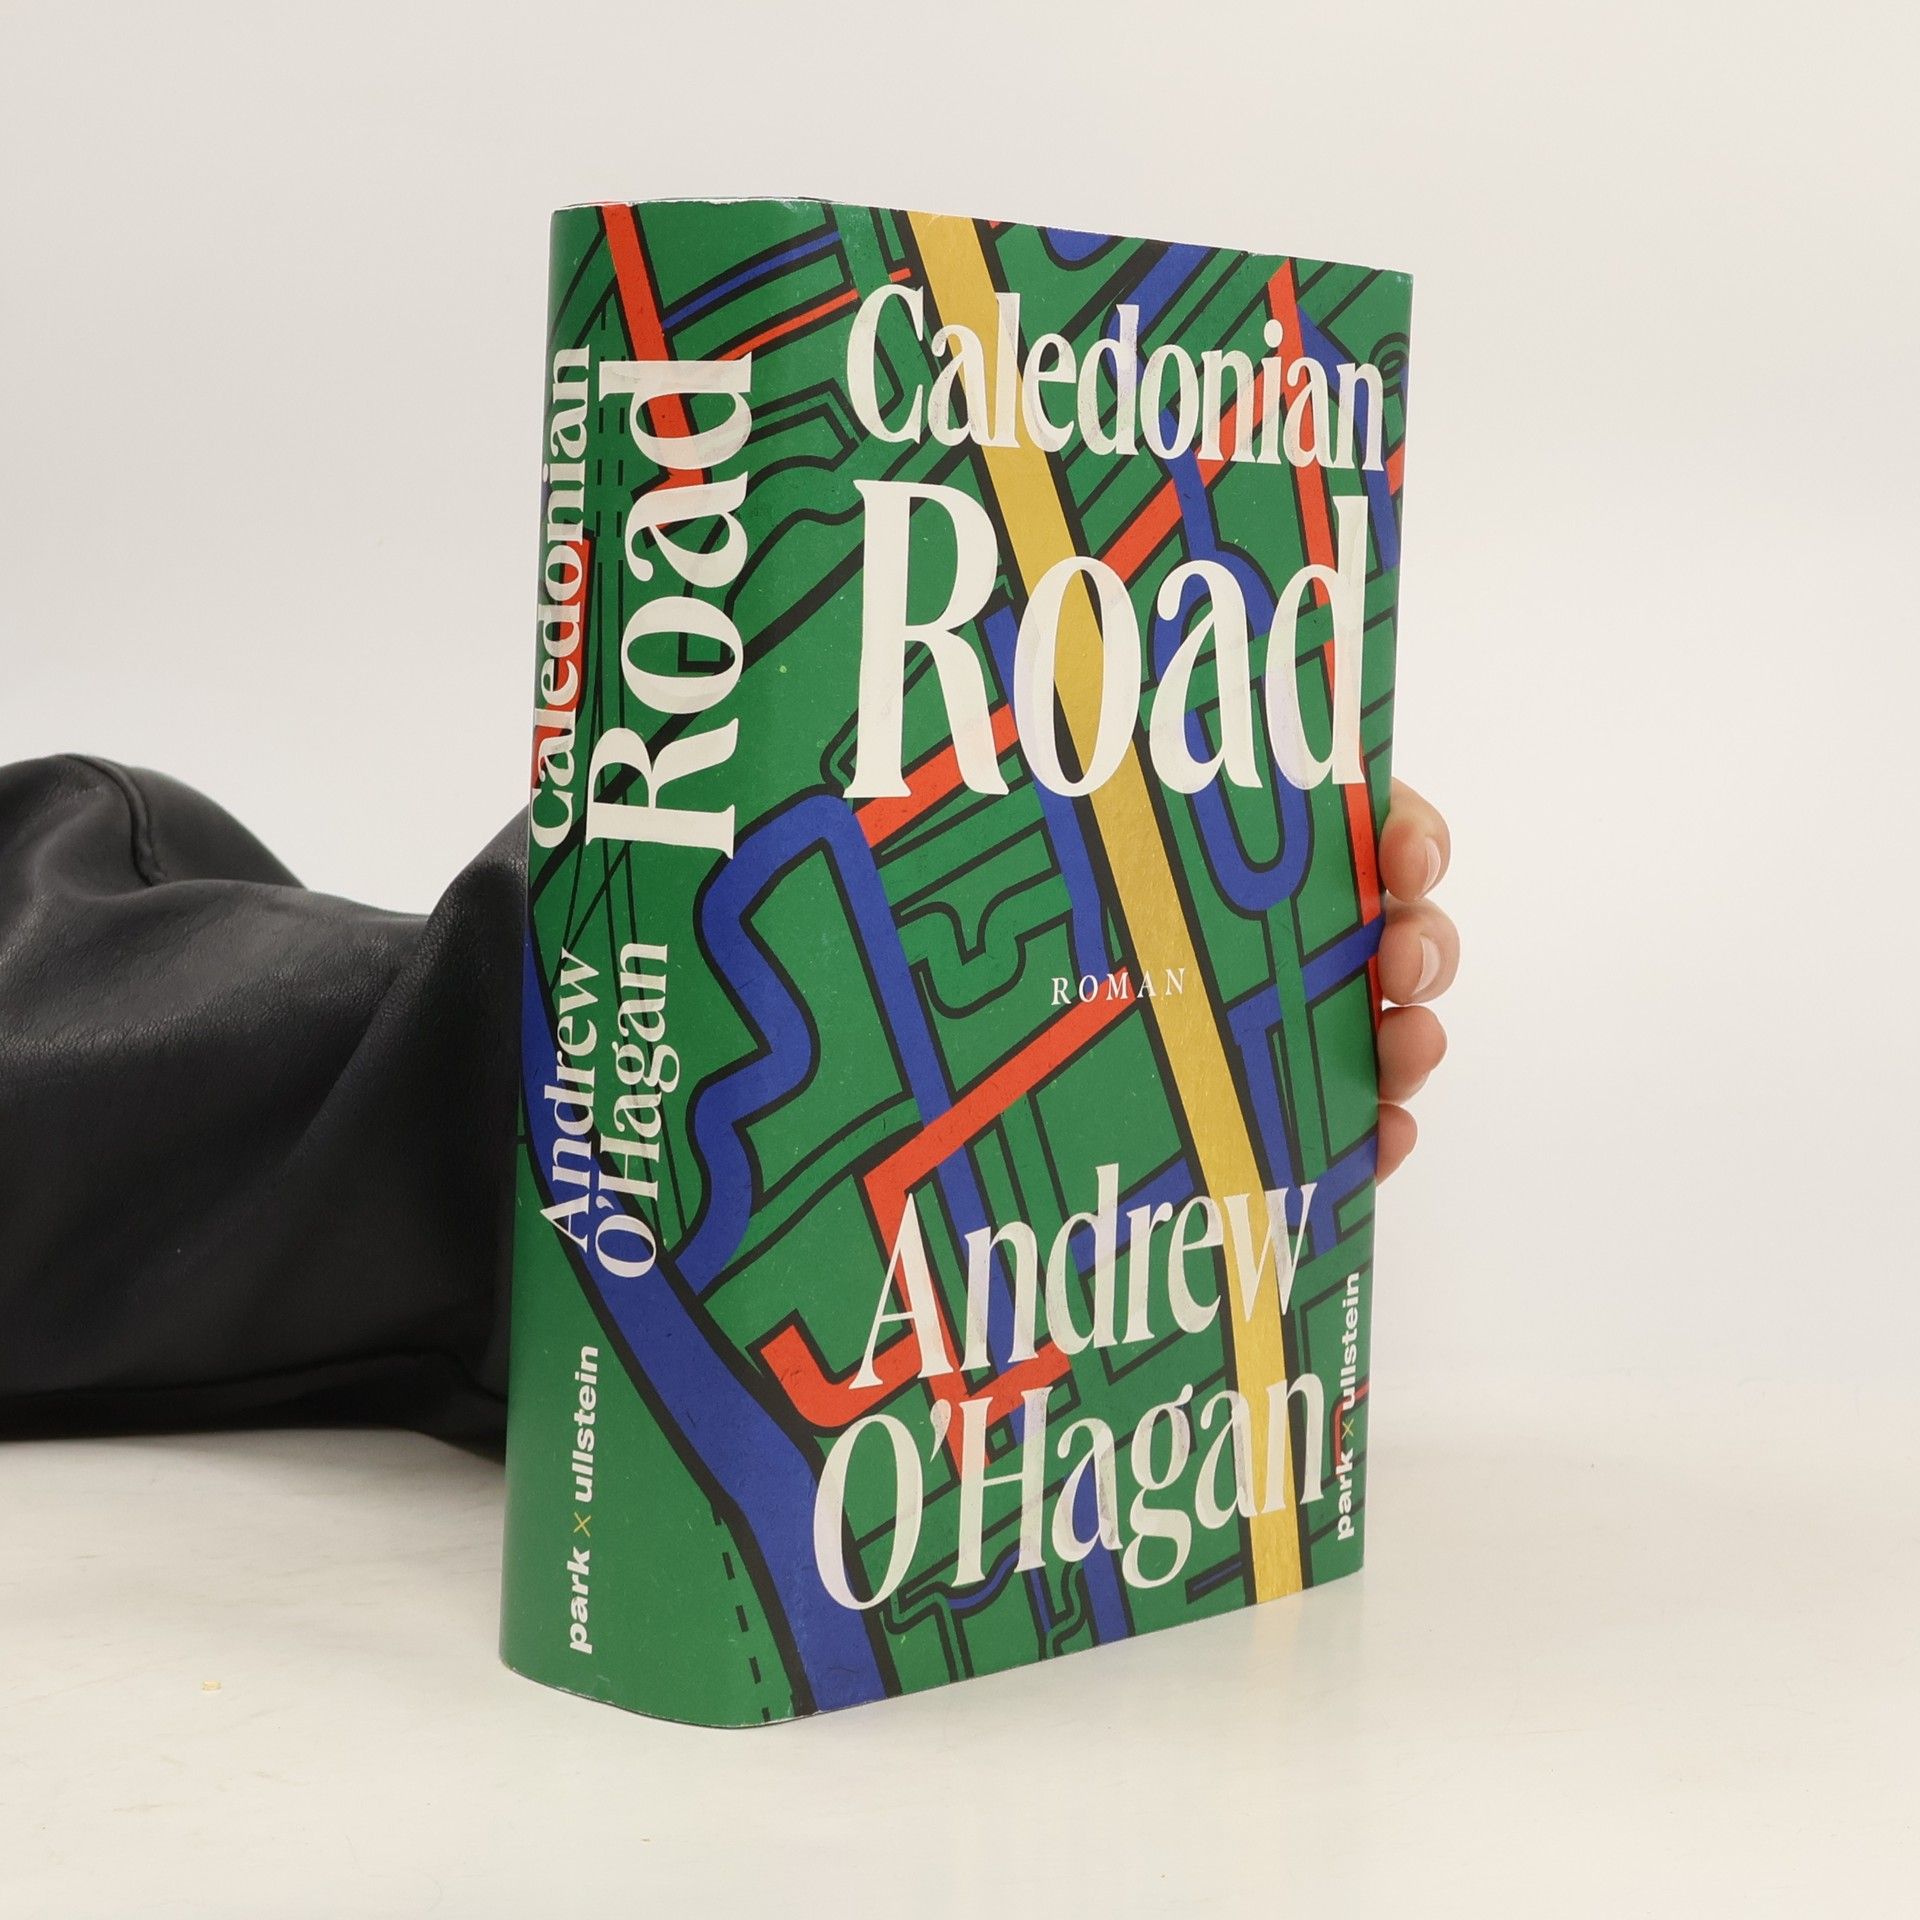 Caledonian
Road
Andrew
O'Hagan
park x ullstein
Caledonian
Road
ROMAN
Andrew
O'Hagan
park x ullstein